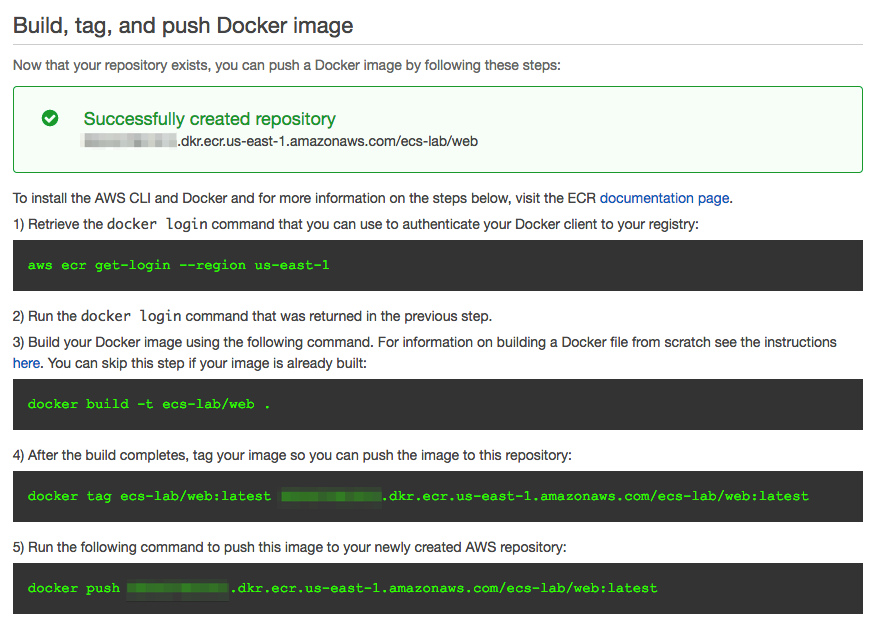 Build, tag, and push Docker image
Now that your repository exists, you can push a Docker image by following these steps:
Successfully created repository
.dkr.ecr.us-east-1.amazonaws.com/ecs-lab/web
To install the AWS CLI and Docker and for more information on the steps below, visit the ECR documentation page.
1) Retrieve the docker login command that you can use to authenticate your Docker client to your registry:
aws ecr get-login --region us-east-1
2) Run the docker login command that was returned in the previous step.
3) Build your Docker image using the following command. For information on building a Docker file from scratch see the instructions
here. You can skip this step if your image is already built:
docker build -t ecs-lab/web .
4) After the build completes, tag your image so you can push the image to this repository:
docker tag ecs-lab/web:latest .dkr.ecr.us-east-1.amazonaws.com/ecs-lab/web:latest
5) Run the following command to push this image to your newly created AWS repository:
docker push .dkr.ecr.us-east-1.amazonaws.com/ecs-lab/web:latest